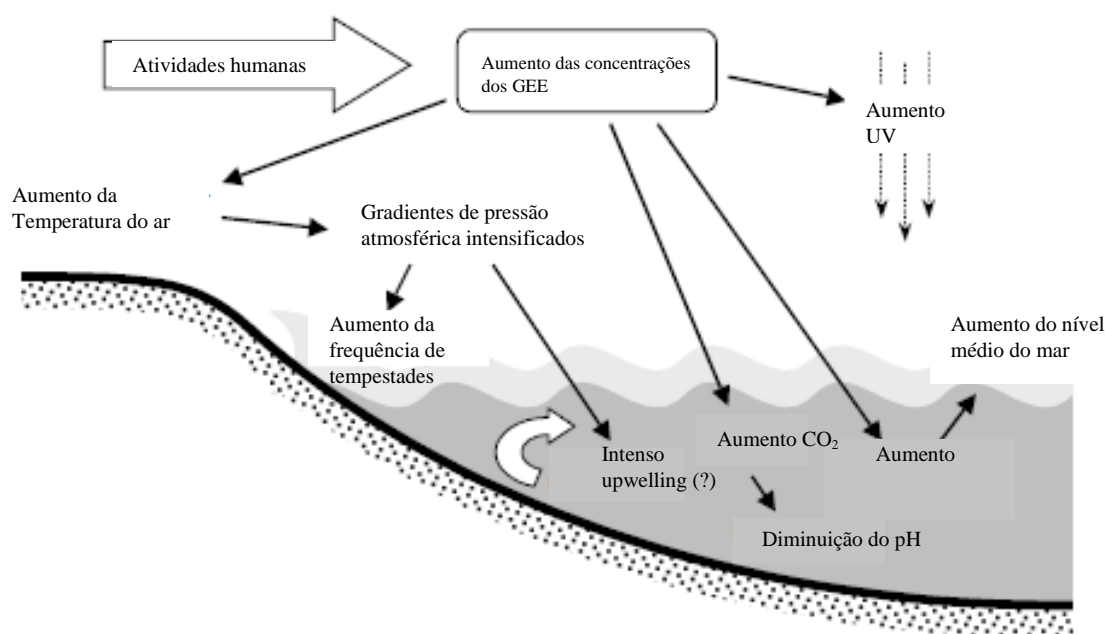 Atividades humanas
Aumento das concentrações
dos GEE
Aumento
UV
Aumento da
Temperatura do ar
Gradientes de pressão
atmosférica intensificados
Aumento da
frequência de
tempestades
Aumento do nível
médio do mar
Intenso
upwelling (?)
Aumento CO₂
Aumento
Diminuição do pH